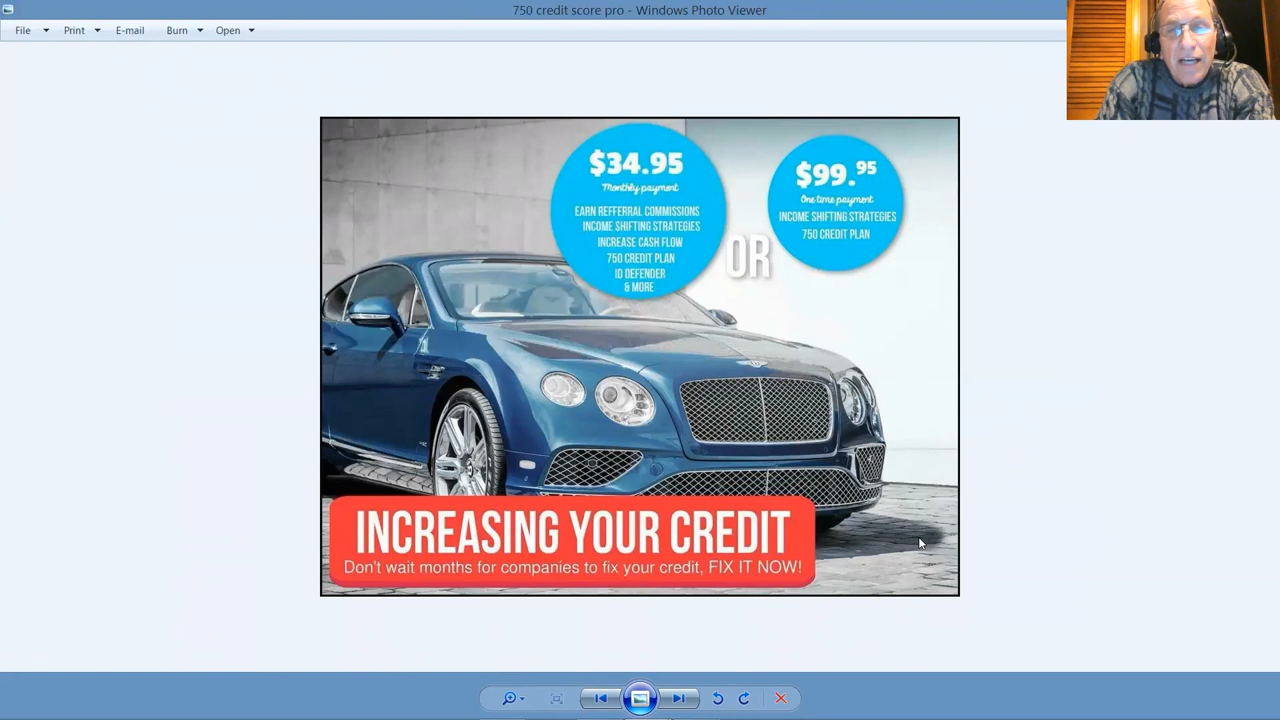 750 credit score pro - Windows Photo Viewer
File Print E-mail Burn Open
$34.95
Monthly payment
EARN REFFERRAL COMMISSIONS
INCOME SHIFTING STRATEGIES
INCREASE CASH FLOW
750 CREDIT PLAN
ID DEFENDER
& MORE
OR
$99.95
One time payment
INCOME SHIFTING STRATEGIES
750 CREDIT PLAN
INCREASING YOUR CREDIT
Don't wait months for companies to fix your credit, FIX IT NOW!